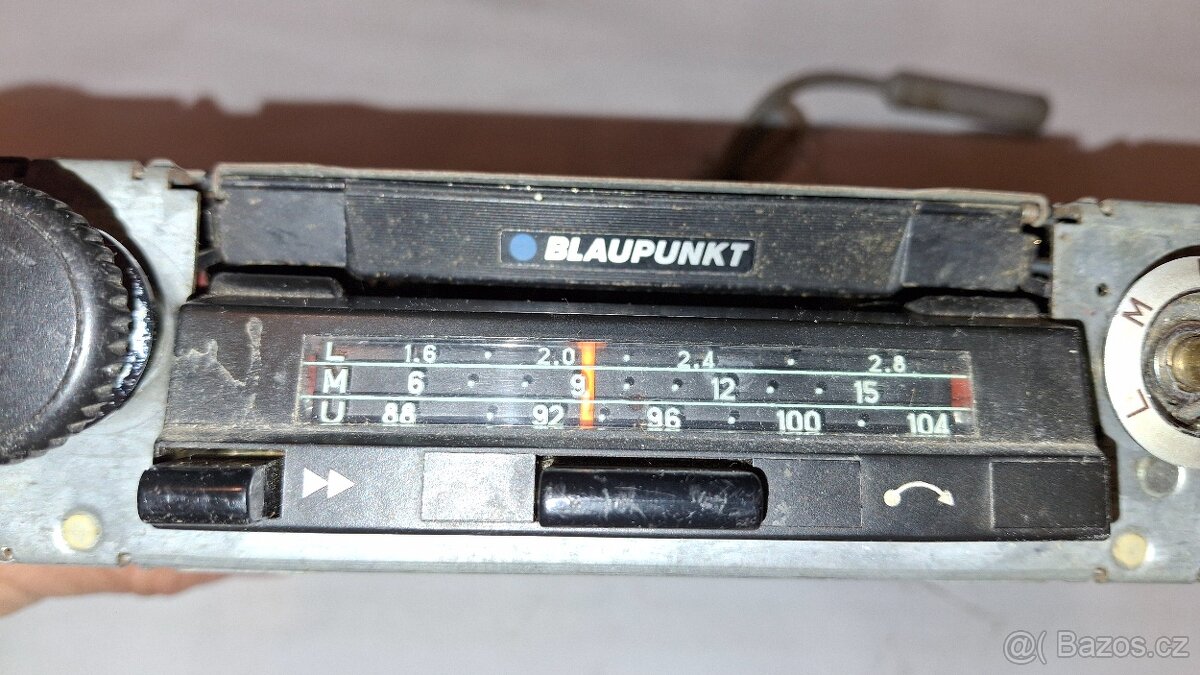 BLAUPUNKT
L 1.6 2.0 2.4 2.8
M 6 9 12 15
U 88 92 96 100 104
M
L
@( Bazos.cz